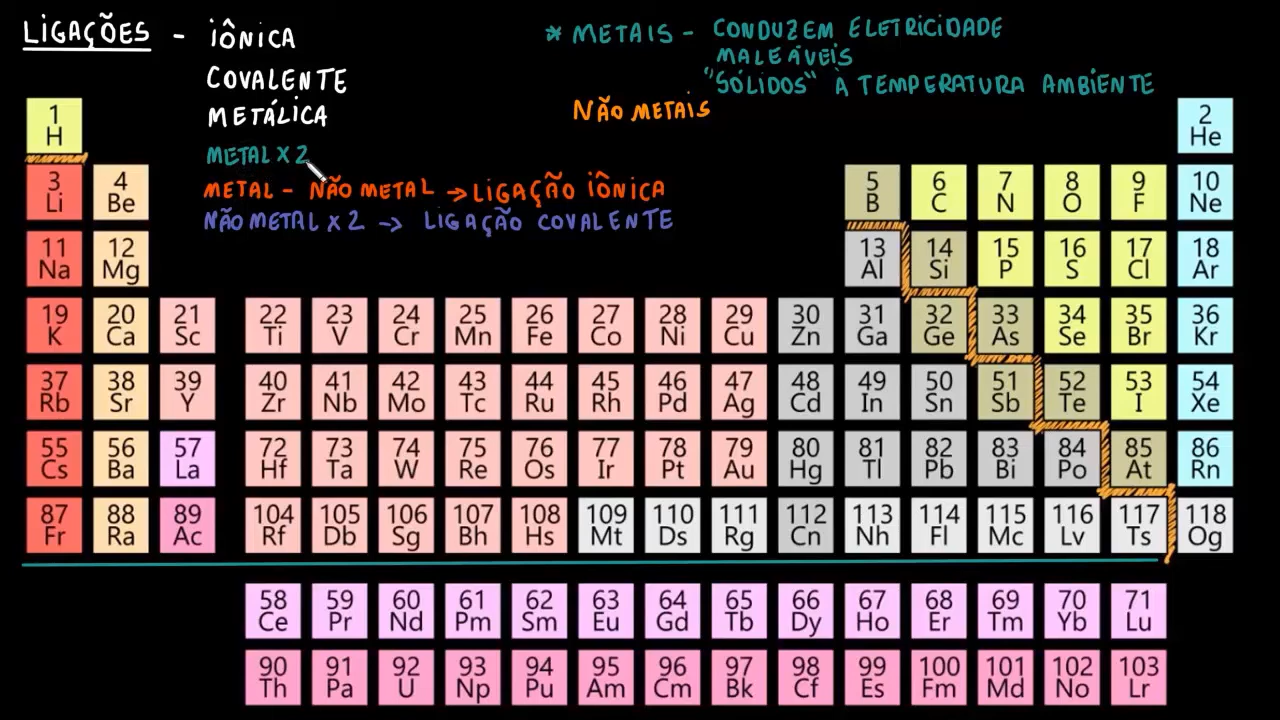 LIGAÇÕES - IÔNICA
COVALENTE
METÁLICA
METAL X 2
METAL - NÃO METAL → LIGAÇÃO IÔNICA
NÃO METAL X 2 → LIGAÇÃO COVALENTE
* METAIS - CONDUZEM ELETRICIDADE
MALEÁVEIS
"SÓLIDOS" À TEMPERATURA AMBIENTE
NÃO METAIS
1 2
H He
3 4 5 6 7 8 9 10
Li Be B C N O F Ne
11 12 13 14 15 16 17 18
Na Mg Al Si P S Cl Ar
19 20 21 22 23 24 25 26 27 28 29 30 31 32 33 34 35 36
K Ca Sc Ti V Cr Mn Fe Co Ni Cu Zn Ga Ge As Se Br Kr
37 38 39 40 41 42 43 44 45 46 47 48 49 50 51 52 53 54
Rb Sr Y Zr Nb Mo Tc Ru Rh Pd Ag Cd In Sn Sb Te I Xe
55 56 57 72 73 74 75 76 77 78 79 80 81 82 83 84 85 86
Cs Ba La Hf Ta W Re Os Ir Pt Au Hg Tl Pb Bi Po At Rn
87 88 89 104 105 106 107 108 109 110 111 112 113 114 115 116 117 118
Fr Ra Ac Rf Db Sg Bh Hs Mt Ds Rg Cn Nh Fl Mc Lv Ts Og
58 59 60 61 62 63 64 65 66 67 68 69 70 71
Ce Pr Nd Pm Sm Eu Gd Tb Dy Ho Er Tm Yb Lu
90 91 92 93 94 95 96 97 98 99 100 101 102 103
Th Pa U Np Pu Am Cm Bk Cf Es Fm Md No Lr